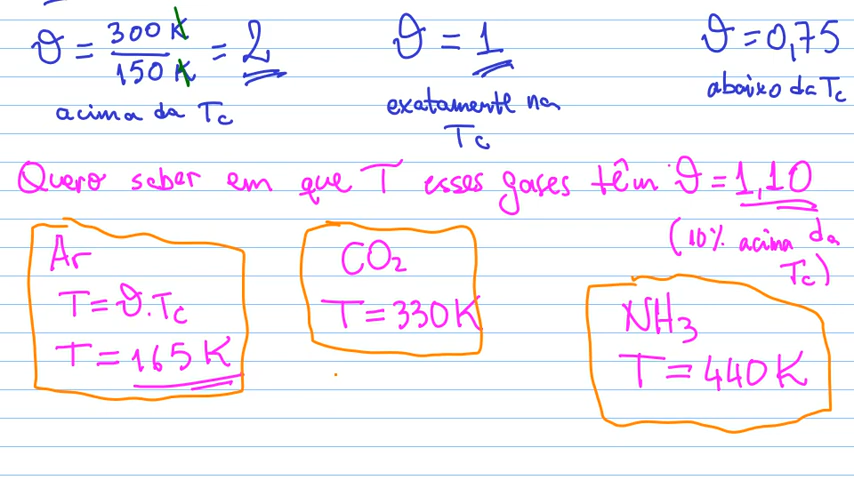 ϑ = 300 K / 150 K = 2
acima da Tc
ϑ = 1
exatamente na
Tc
ϑ = 0,75
abaixo da Tc
Quero saber em que T esses gases têm ϑ = 1,10
(10% acima da
Tc)
Ar
T = ϑ.Tc
T = 165 K
CO2
T = 330 K
NH3
T = 440 K